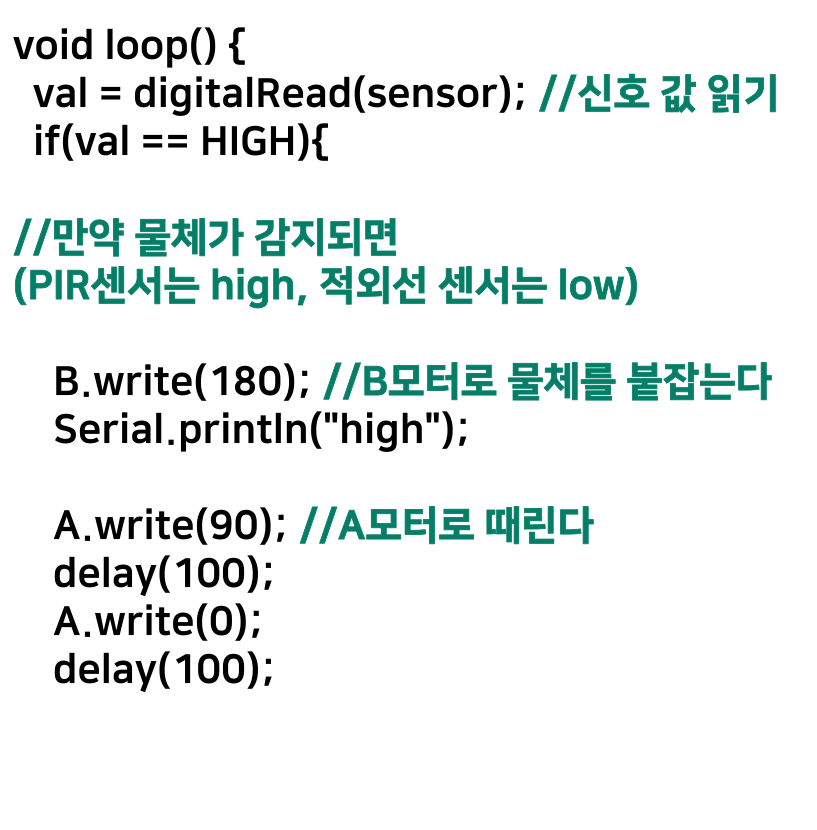 void loop() {
val = digitalRead(sensor); //신호 값 읽기
if(val == HIGH){
//만약 물체가 감지되면
(PIR센서는 high, 적외선 센서는 low)
B.write(180); //B모터로 물체를 붙잡는다
Serial.println("high");
A.write(90); //A모터로 때린다
delay(100);
A.write(0);
delay(100);